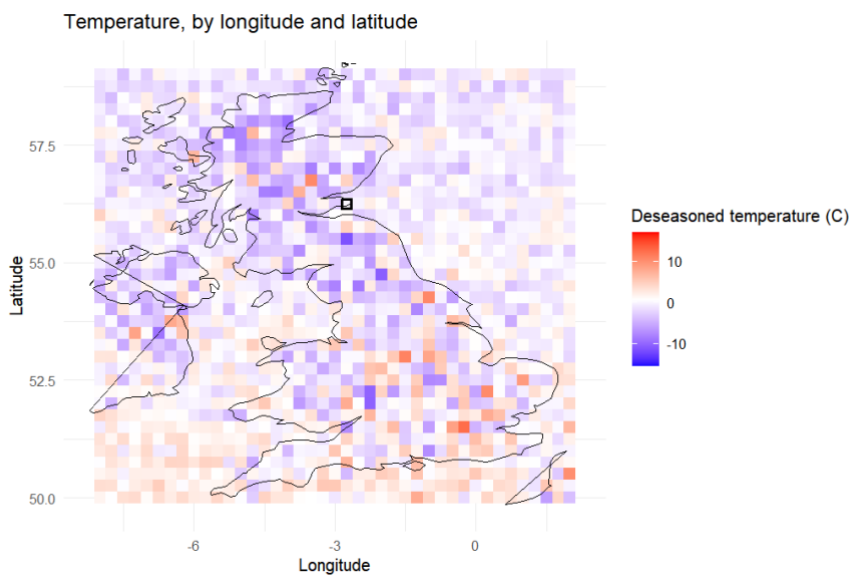 Temperature, by longitude and latitude
57.5
55.0
52.5
50.0
Latitude
-6
-3
0
Longitude
Deseasoned temperature (C)
10
0
-10